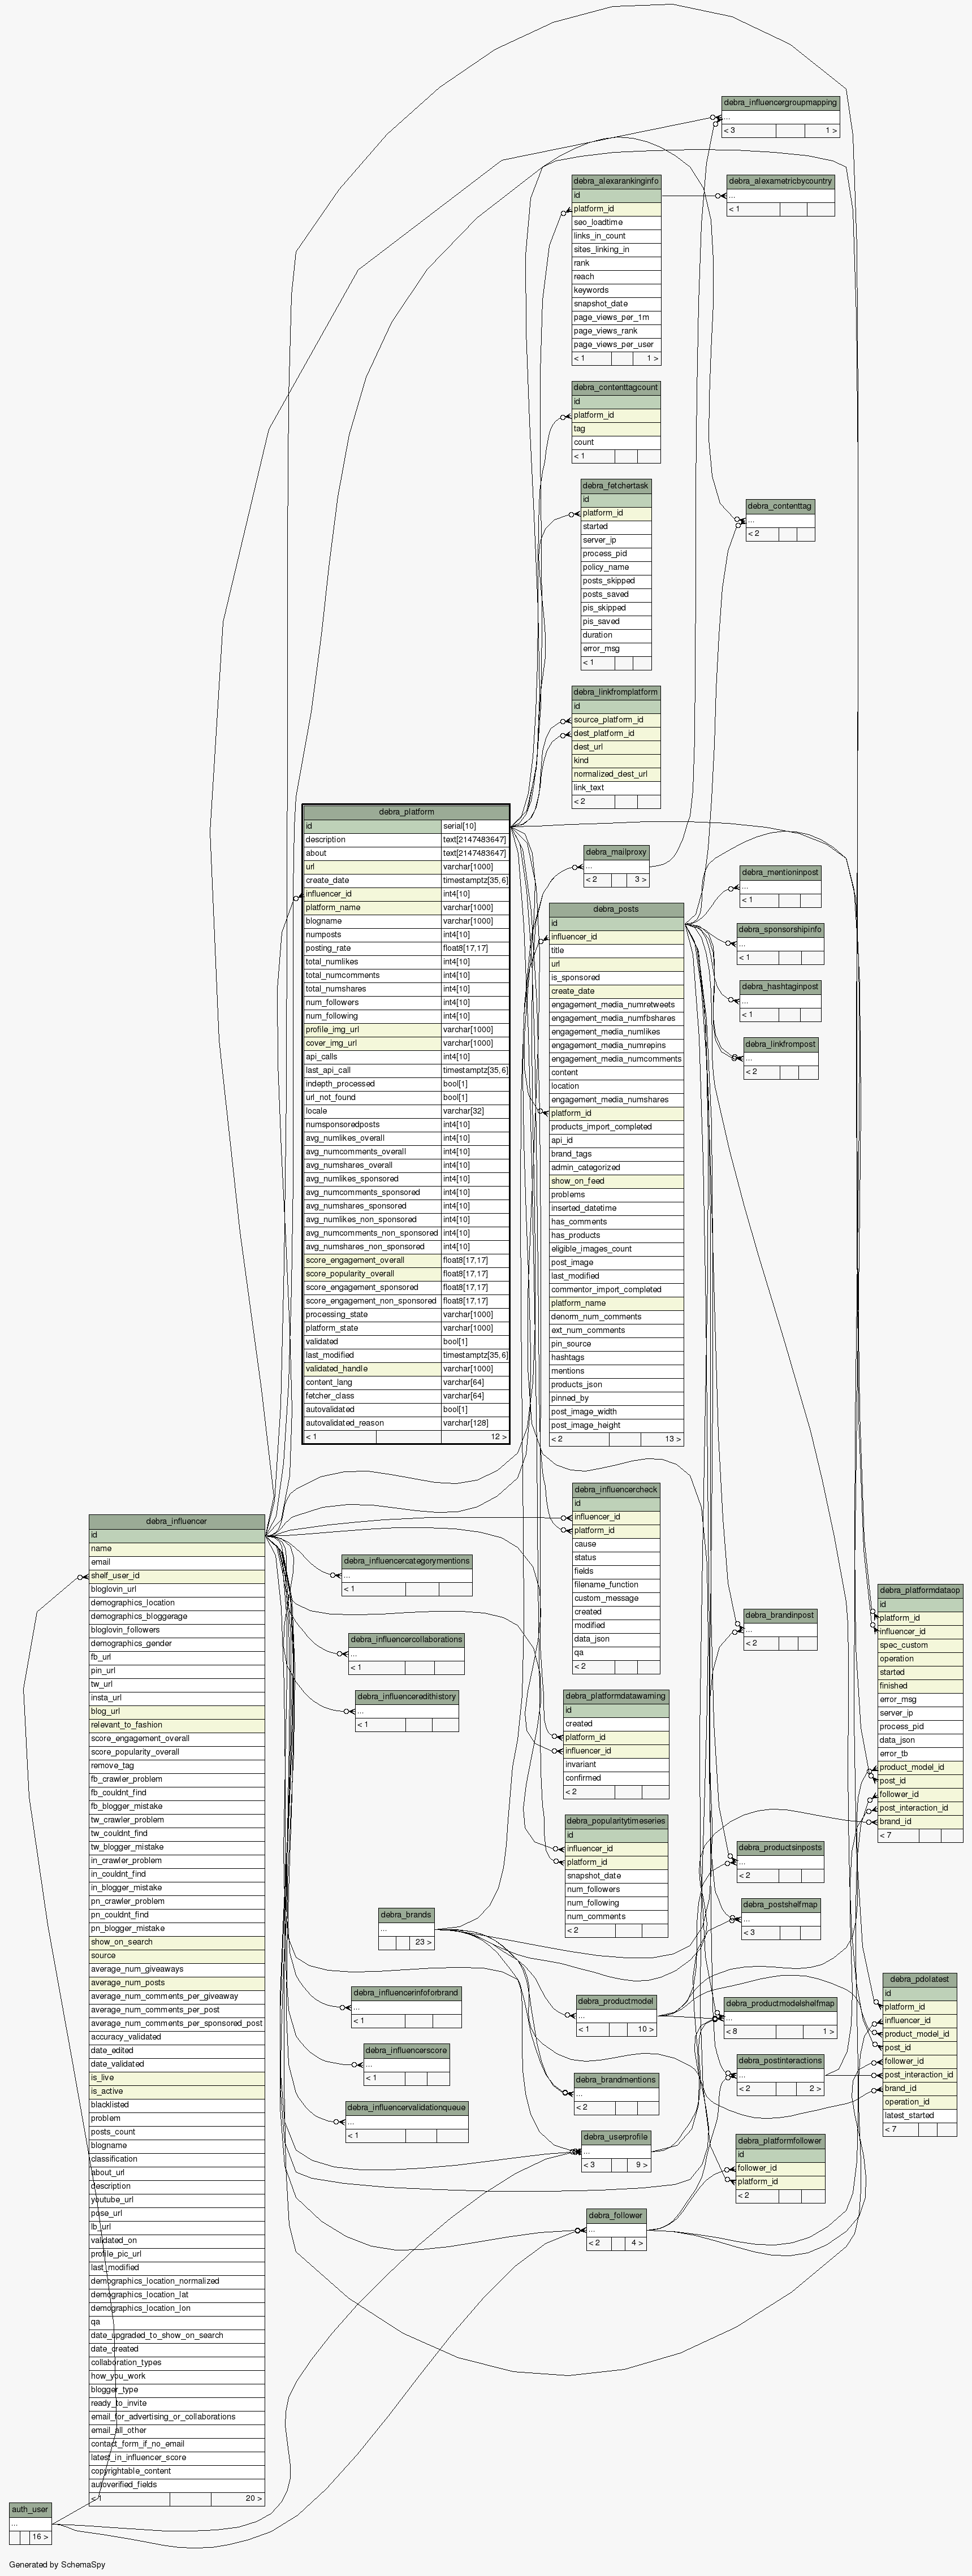 debra_influencergroupmapping
...
< 3 1 >
debra_alexarankinginfo
id
platform_id
seo_loadtime
links_in_count
sites_linking_in
rank
reach
keywords
snapshot_date
page_views_per_1m
page_views_rank
page_views_per_user
< 1 1 >
debra_alexametricbycountry
...
< 1
debra_contenttagcount
id
platform_id
tag
count
< 1
debra_fetchertask
id
platform_id
started
server_ip
process_pid
policy_name
posts_skipped
posts_saved
pis_skipped
pis_saved
duration
error_msg
< 1
debra_contenttag
...
< 2
debra_linkfromplatform
id
source_platform_id
dest_platform_id
dest_url
kind
normalized_dest_url
link_text
< 2
debra_platform
id serial[10]
description text[2147483647]
about text[2147483647]
url varchar[1000]
create_date timestamptz[35,6]
influencer_id int4[10]
platform_name varchar[1000]
blogname varchar[1000]
numposts int4[10]
posting_rate float8[17,17]
total_numlikes int4[10]
total_numcomments int4[10]
total_numshares int4[10]
num_followers int4[10]
num_following int4[10]
profile_img_url varchar[1000]
cover_img_url varchar[1000]
api_calls int4[10]
last_api_call timestamptz[35,6]
indepth_processed bool[1]
url_not_found bool[1]
locale varchar[32]
numsponsoredposts int4[10]
avg_numlikes_overall int4[10]
avg_numcomments_overall int4[10]
avg_numshares_overall int4[10]
avg_numlikes_sponsored int4[10]
avg_numcomments_sponsored int4[10]
avg_numshares_sponsored int4[10]
avg_numlikes_non_sponsored int4[10]
avg_numcomments_non_sponsored int4[10]
avg_numshares_non_sponsored int4[10]
score_engagement_overall float8[17,17]
score_popularity_overall float8[17,17]
score_engagement_sponsored float8[17,17]
score_engagement_non_sponsored float8[17,17]
processing_state varchar[1000]
platform_state varchar[1000]
validated bool[1]
last_modified timestamptz[35,6]
validated_handle varchar[1000]
content_lang varchar[64]
fetcher_class varchar[64]
autovalidated bool[1]
autovalidated_reason varchar[128]
< 1 12 >
debra_mailproxy
...
< 2 3 >
debra_posts
id
influencer_id
title
url
is_sponsored
create_date
engagement_media_numretweets
engagement_media_numfbshares
engagement_media_numlikes
engagement_media_numrepins
engagement_media_numcomments
content
location
engagement_media_numshares
platform_id
products_import_completed
api_id
brand_tags
admin_categorized
show_on_feed
problems
inserted_datetime
has_comments
has_products
eligible_images_count
post_image
last_modified
commentor_import_completed
platform_name
denorm_num_comments
ext_num_comments
pin_source
hashtags
mentions
products_json
pinned_by
post_image_width
post_image_height
< 2 13 >
debra_mentioninpost
...
< 1
debra_sponsorshipinfo
...
< 1
debra_hashtaginpost
...
< 1
debra_linkfrompost
...
< 2
debra_influencer
id
name
email
shelf_user_id
bloglovin_url
demographics_location
demographics_bloggerage
bloglovin_followers
demographics_gender
fb_url
pin_url
tw_url
insta_url
blog_url
relevant_to_fashion
score_engagement_overall
score_popularity_overall
remove_tag
fb_crawler_problem
fb_couldnt_find
fb_blogger_mistake
tw_crawler_problem
tw_couldnt_find
tw_blogger_mistake
in_crawler_problem
in_couldnt_find
in_blogger_mistake
pn_crawler_problem
pn_couldnt_find
pn_blogger_mistake
show_on_search
source
average_num_giveaways
average_num_posts
average_num_comments_per_giveaway
average_num_comments_per_post
average_num_comments_per_sponsored_post
accuracy_validated
date_edited
date_validated
is_live
is_active
blacklisted
problem
posts_count
blogname
classification
about_url
description
youtube_url
pose_url
lb_url
validated_on
profile_pic_url
last_modified
demographics_location_normalized
demographics_location_lat
demographics_location_lon
qa
date_upgraded_to_show_on_search
date_created
collaboration_types
how_you_work
blogger_type
ready_to_invite
email_for_advertising_or_collaborations
email_all_other
contact_form_if_no_email
latest_in_influencer_score
copyrightable_content
autoverified_fields
< 1 20 >
debra_influencercategorymentions
...
< 1
debra_influencercollaborations
...
< 1
debra_influenceredithistory
...
< 1
debra_influencercheck
id
influencer_id
platform_id
cause
status
fields
filename_function
custom_message
created
modified
data_json
qa
< 2
debra_platformdatawarning
id
created
platform_id
influencer_id
invariant
confirmed
< 2
debra_popularitytimeseries
id
influencer_id
platform_id
snapshot_date
num_followers
num_following
num_comments
< 2
debra_brandinpost
...
< 2
debra_platformdataop
id
platform_id
influencer_id
spec_custom
operation
started
finished
error_msg
server_ip
process_pid
data_json
error_tb
product_model_id
post_id
follower_id
post_interaction_id
brand_id
< 7
debra_productsinposts
...
< 2
debra_postshelfmap
...
< 3
debra_brands
...
23 >
debra_influencerinfoforbrand
...
< 1
debra_influencerscore
...
< 1
debra_influencervalidationqueue
...
< 1
debra_productmodel
...
< 1 10 >
debra_brandmentions
...
< 2
debra_userprofile
...
< 3 9 >
debra_follower
...
< 2 4 >
debra_productmodelshelfmap
...
< 8 1 >
debra_postinteractions
...
< 2 2 >
debra_platformfollower
id
follower_id
platform_id
< 2
debra_pdolatest
id
platform_id
influencer_id
product_model_id
post_id
follower_id
post_interaction_id
brand_id
operation_id
latest_started
< 7
auth_user
...
16 >
Generated by SchemaSpy